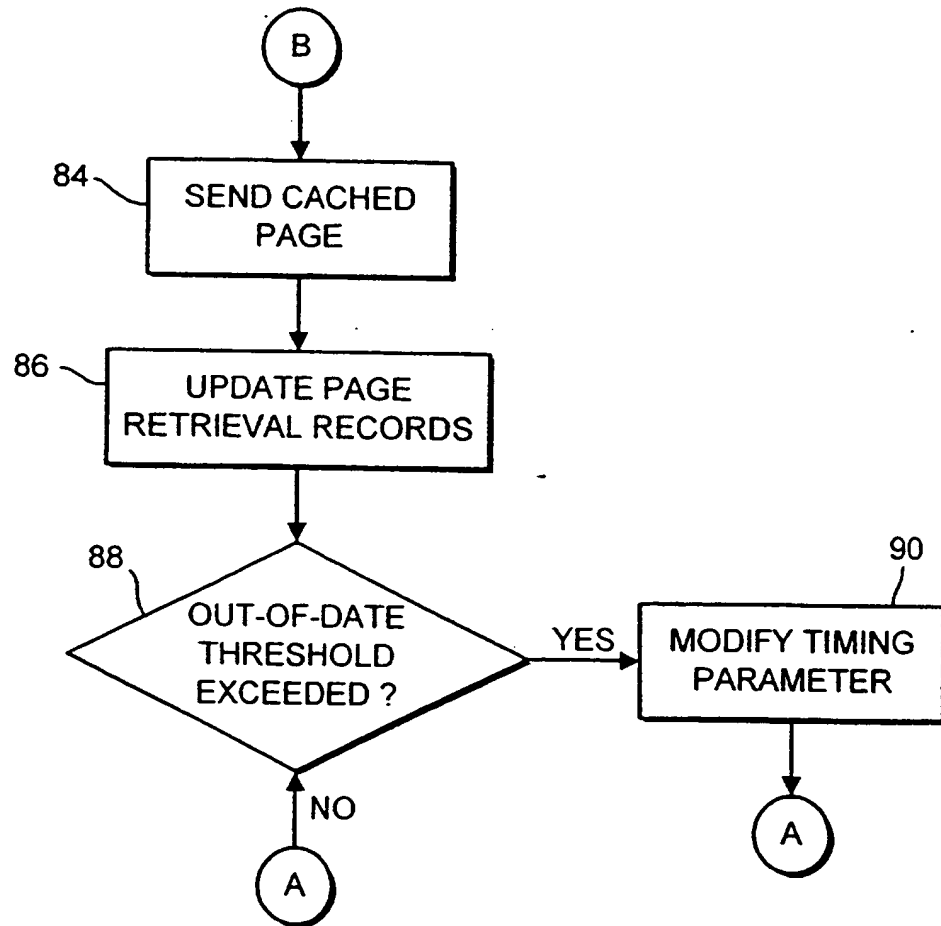 B
84
SEND CACHED
PAGE
86
UPDATE PAGE
RETRIEVAL RECORDS
88
OUT-OF-DATE
THRESHOLD
EXCEEDED ?
YES
90
MODIFY TIMING
PARAMETER
NO
A
A